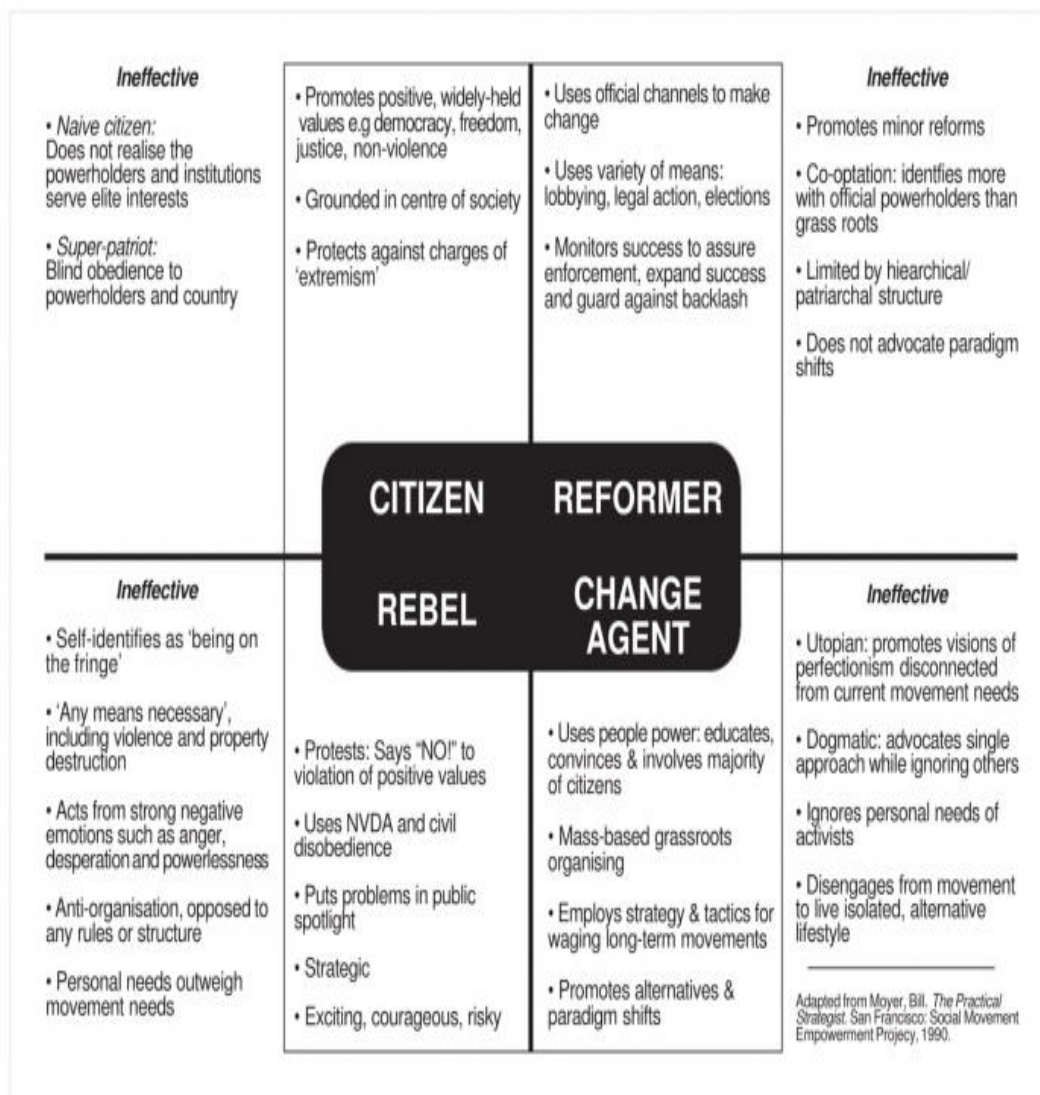 Ineffective
• Naive citizen:
Does not realise the
powerholders and institutions
serve elite interests
• Super-patriot:
Blind obedience to
powerholders and country
• Promotes positive, widely-held
values e.g democracy, freedom,
justice, non-violence
• Grounded in centre of society
• Protects against charges of
‘extremism’
• Uses official channels to make
change
• Uses variety of means:
lobbying, legal action, elections
• Monitors success to assure
enforcement, expand success
and guard against backlash
Ineffective
• Promotes minor reforms
• Co-optation: identfies more
with official powerholders than
grass roots
• Limited by hiearchical/
patriarchal structure
• Does not advocate paradigm
shifts
CITIZEN
REFORMER
REBEL
CHANGE
AGENT
Ineffective
• Self-identifies as ‘being on
the fringe’
• ‘Any means necessary’,
including violence and property
destruction
• Acts from strong negative
emotions such as anger,
desperation and powerlessness
• Anti-organisation, opposed to
any rules or structure
• Personal needs outweigh
movement needs
• Protests: Says “NO!” to
violation of positive values
• Uses NVDA and civil
disobedience
• Puts problems in public
spotlight
• Strategic
• Exciting, courageous, risky
• Uses people power: educates,
convinces & involves majority
of citizens
• Mass-based grassroots
organising
• Employs strategy & tactics for
waging long-term movements
• Promotes alternatives &
paradigm shifts
Ineffective
• Utopian: promotes visions of
perfectionism disconnected
from current movement needs
• Dogmatic: advocates single
approach while ignoring others
• Ignores personal needs of
activists
• Disengages from movement
to live isolated, alternative
lifestyle
Adapted from Moyer, Bill. The Practical
Strategist. San Francisco: Social Movement
Empowerment Projecy, 1990.